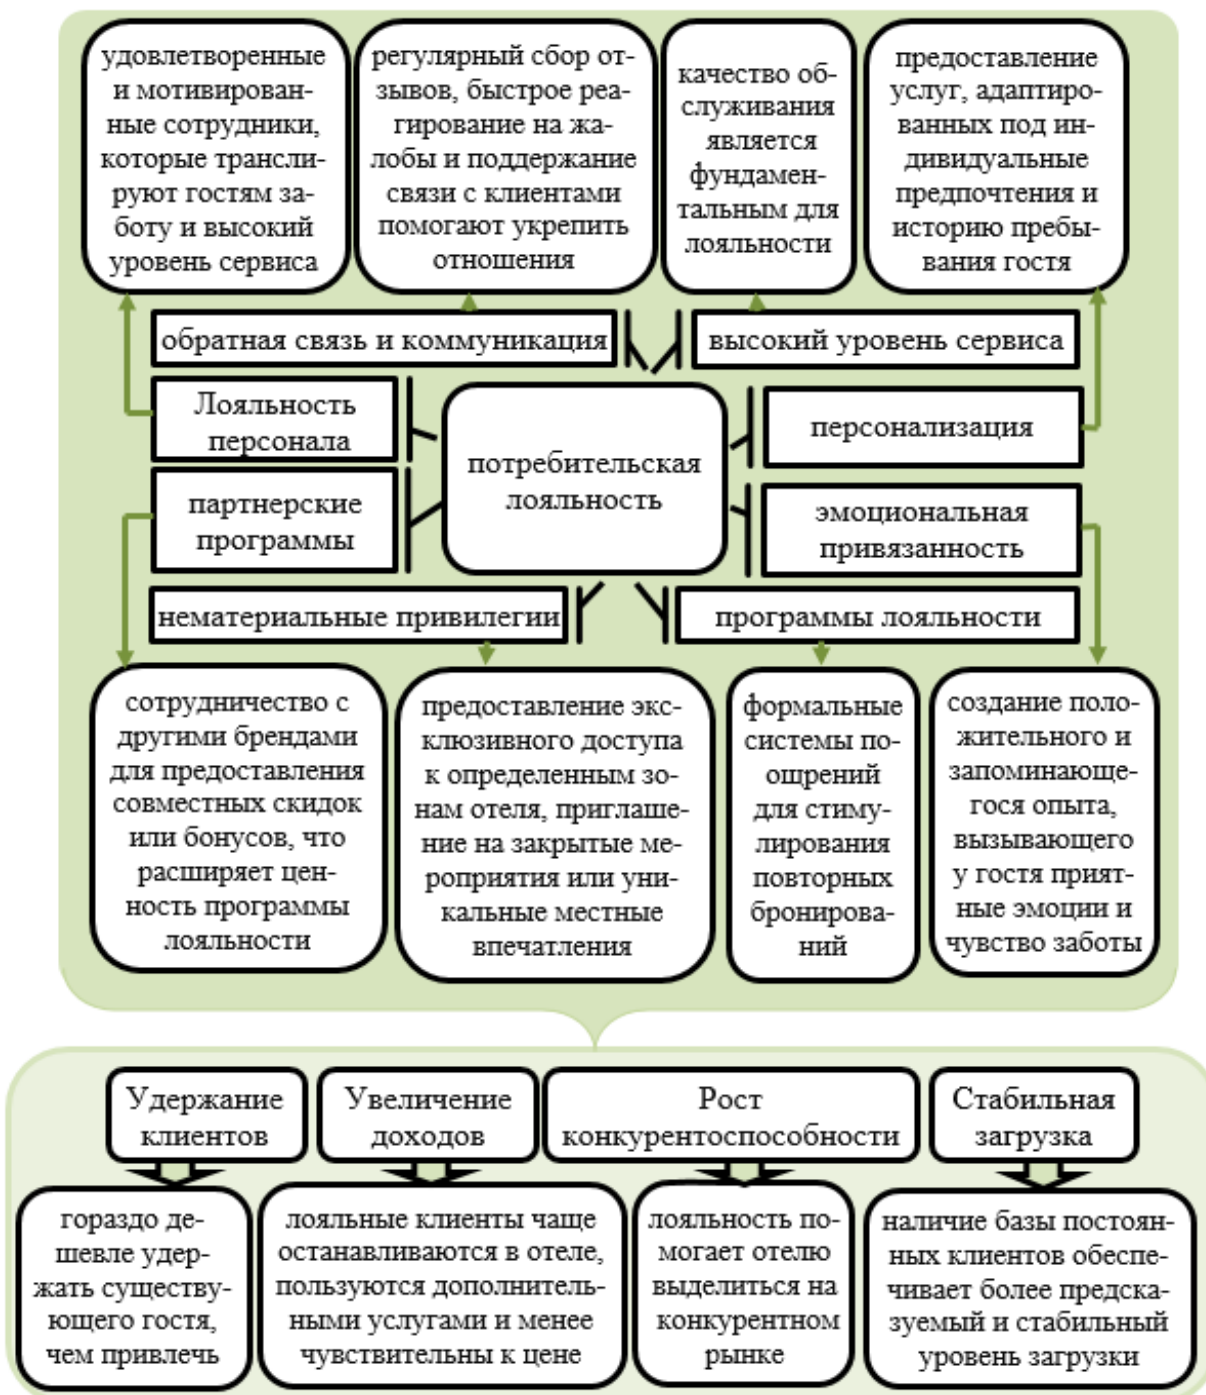 удовлетворенные
и мотивирован-
ные сотрудники,
которые трансли-
руют гостям за-
боту и высокий
уровень сервиса
регулярный сбор от-
зывов, быстрое реа-
гирование на жа-
лобы и поддержание
связи с клиентами
помогают укрепить
отношения
качество об-
служивания
является
фундамен-
тальным для
лояльности
предоставление
услуг, адаптиро-
ванных под ин-
дивидуальные
предпочтения и
историю пребы-
вания гостя
обратная связь и коммуникация
высокий уровень сервиса
Лояльность
персонала
персонализация
потребительская
лояльность
партнерские
программы
эмоциональная
привязанность
нематериальные привилегии
программы лояльности
сотрудничество с
другими брендами
для предоставления
совместных скидок
или бонусов, что
расширяет цен-
ность программы
лояльности
предоставление экс-
клюзивного доступа
к определенным зо-
нам отеля, приглаше-
ние на закрытые ме-
роприятия или уни-
кальные местные
впечатления
формальные
системы по-
ощрений
для стиму-
лирования
повторных
бронирова-
ний
создание поло-
жительного и
запоминающе-
гося опыта,
вызывающего
у гостя прият-
ные эмоции и
чувство заботы
Удержание
клиентов
Увеличение
доходов
Рост
конкурентоспособности
Стабильная
загрузка
гораздо де-
шевле удер-
жать существу-
ющего гостя,
чем привлечь
лояльные клиенты чаще
останавливаются в отеле,
пользуются дополнитель-
ными услугами и менее
чувствительны к цене
лояльность по-
могает отелю
выделиться на
конкурентном
рынке
наличие базы постоян-
ных клиентов обеспе-
чивает более предска-
зуемый и стабильный
уровень загрузки